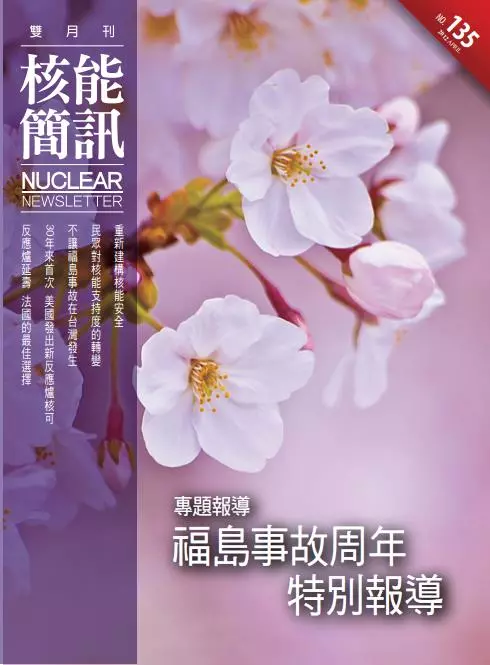 雙月刊
核能
簡訊
NUCLEAR
NEWSLETTER
NO. 135
2012 APRIL
重新建構核能安全
民眾對核能支持度的轉變
不讓福島事故在台灣發生
30年來首次 美國發出新反應爐核可
反應爐延壽 法國的最佳選擇
專題報導
福島事故周年
特別報導